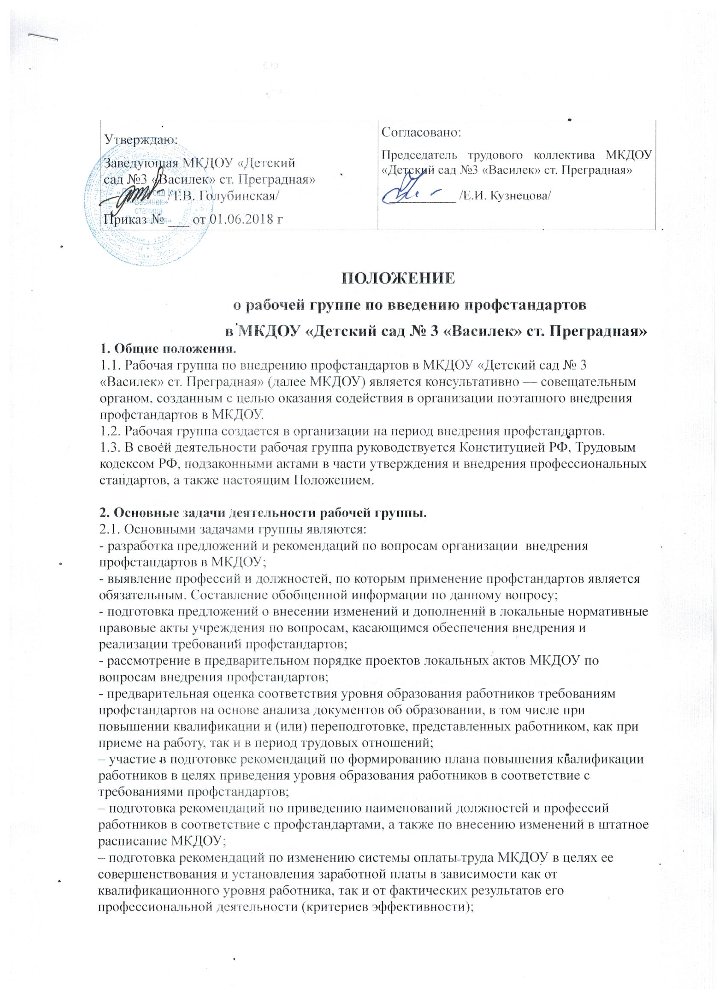 Утверждаю:
Заведующая МКДОУ «Детский
сад №3 «Василек» ст. Преградная»
/Т.В. Голубинская/
Приказ № ____ от 01.06.2018 г
Согласовано:
Председатель трудового коллектива МКДОУ
«Детский сад №3 «Василек» ст. Преградная»
/Е.И. Кузнецова/
«Василек»
станица
ПОЛОЖЕНИЕ
о рабочей группе по введению профстандартов
в МКДОУ «Детский сад № 3 «Василек» ст. Преградная»
1. Общие положения.
1.1. Рабочая группа по внедрению профстандартов в МКДОУ «Детский сад № 3
«Василек» ст. Преградная» (далее МКДОУ) является консультативно — совещательным
органом, созданным с целью оказания содействия в организации поэтапного внедрения
профстандартов в МКДОУ.
1.2. Рабочая группа создается в организации на период внедрения профстандартов.
1.3. В своей деятельности рабочая группа руководствуется Конституцией РФ, Трудовым
кодексом РФ, подзаконными актами в части утверждения и внедрения профессиональных
стандартов, а также настоящим Положением.
2. Основные задачи деятельности рабочей группы.
2.1. Основными задачами группы являются:
- разработка предложений и рекомендаций по вопросам организации внедрения
профстандартов в МКДОУ;
- выявление профессий и должностей, по которым применение профстандартов является
обязательным. Составление обобщенной информации по данному вопросу;
- подготовка предложений о внесении изменений и дополнений в локальные нормативные
правовые акты учреждения по вопросам, касающимся обеспечения внедрения и
реализации требований профстандартов;
- рассмотрение в предварительном порядке проектов локальных актов МКДОУ по
вопросам внедрения профстандартов;
- предварительная оценка соответствия уровня образования работников требованиям
профстандартов на основе анализа документов об образовании, в том числе при
повышении квалификации и (или) переподготовке, представленных работником, как при
приеме на работу, так и в период трудовых отношений;
– участие в подготовке рекомендаций по формированию плана повышения квалификации
работников в целях приведения уровня образования работников в соответствие с
требованиями профстандартов;
– подготовка рекомендаций по приведению наименований должностей и профессий
работников в соответствие с профстандартами, а также по внесению изменений в штатное
расписание МКДОУ;
– подготовка рекомендаций по изменению системы оплаты труда МКДОУ в целях ее
совершенствования и установления заработной платы в зависимости как от
квалификационного уровня работника, так и от фактических результатов его
профессиональной деятельности (критериев эффективности);